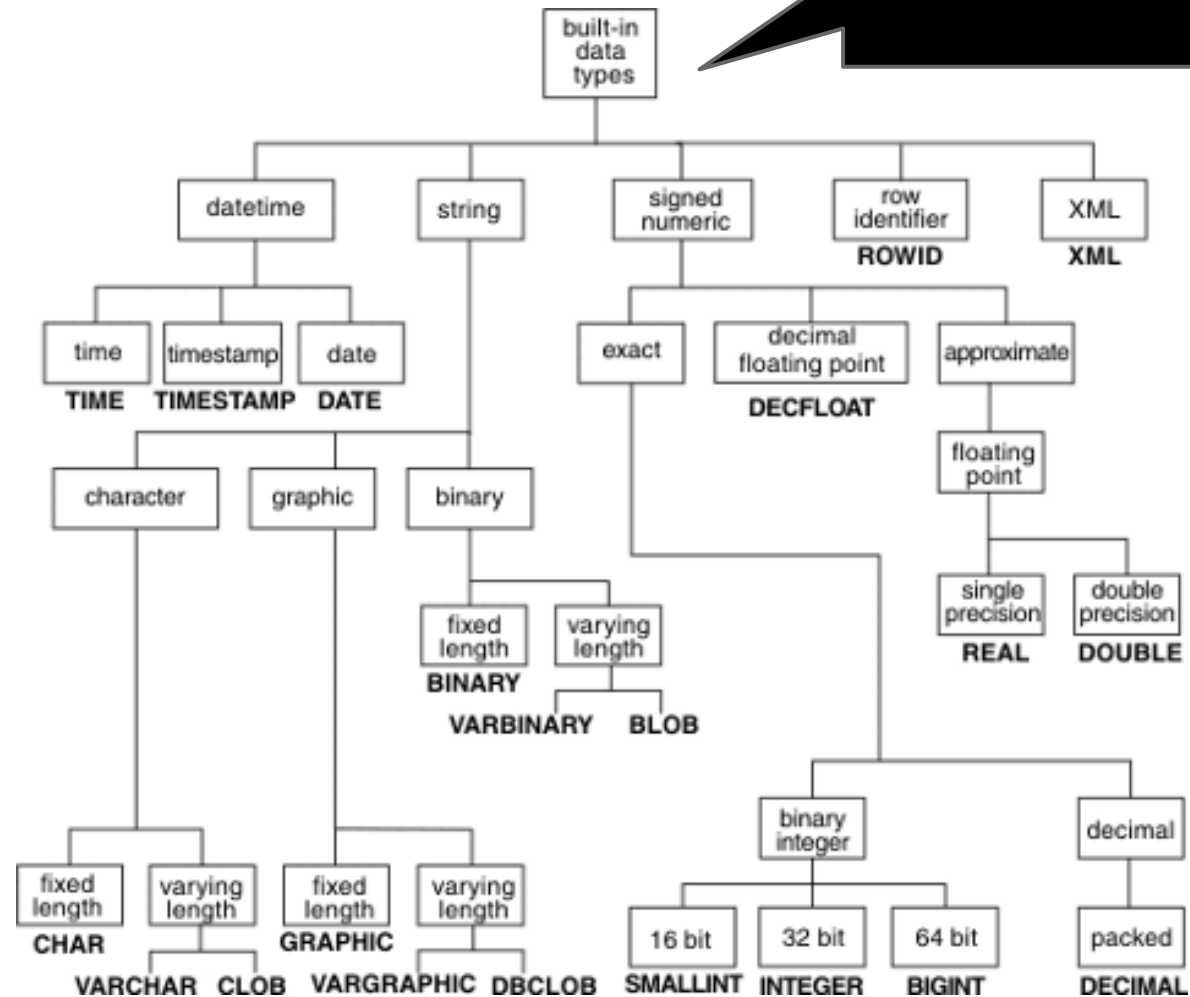 built-in
data
types
datetime
string
signed
numeric
row
identifier
XML
ROWID
XML
time
timestamp
date
exact
decimal
floating point
approximate
TIME
TIMESTAMP
DATE
DECFLOAT
floating
point
character
graphic
binary
single
precision
double
precision
REAL
DOUBLE
fixed
length
varying
length
BINARY
VARBINARY
BLOB
binary
integer
decimal
fixed
length
varying
length
fixed
length
varying
length
CHAR
GRAPHIC
16 bit
32 bit
64 bit
packed
VARCHAR
CLOB
VARGRAPHIC
DBCLOB
SMALLINT
INTEGER
BIGINT
DECIMAL